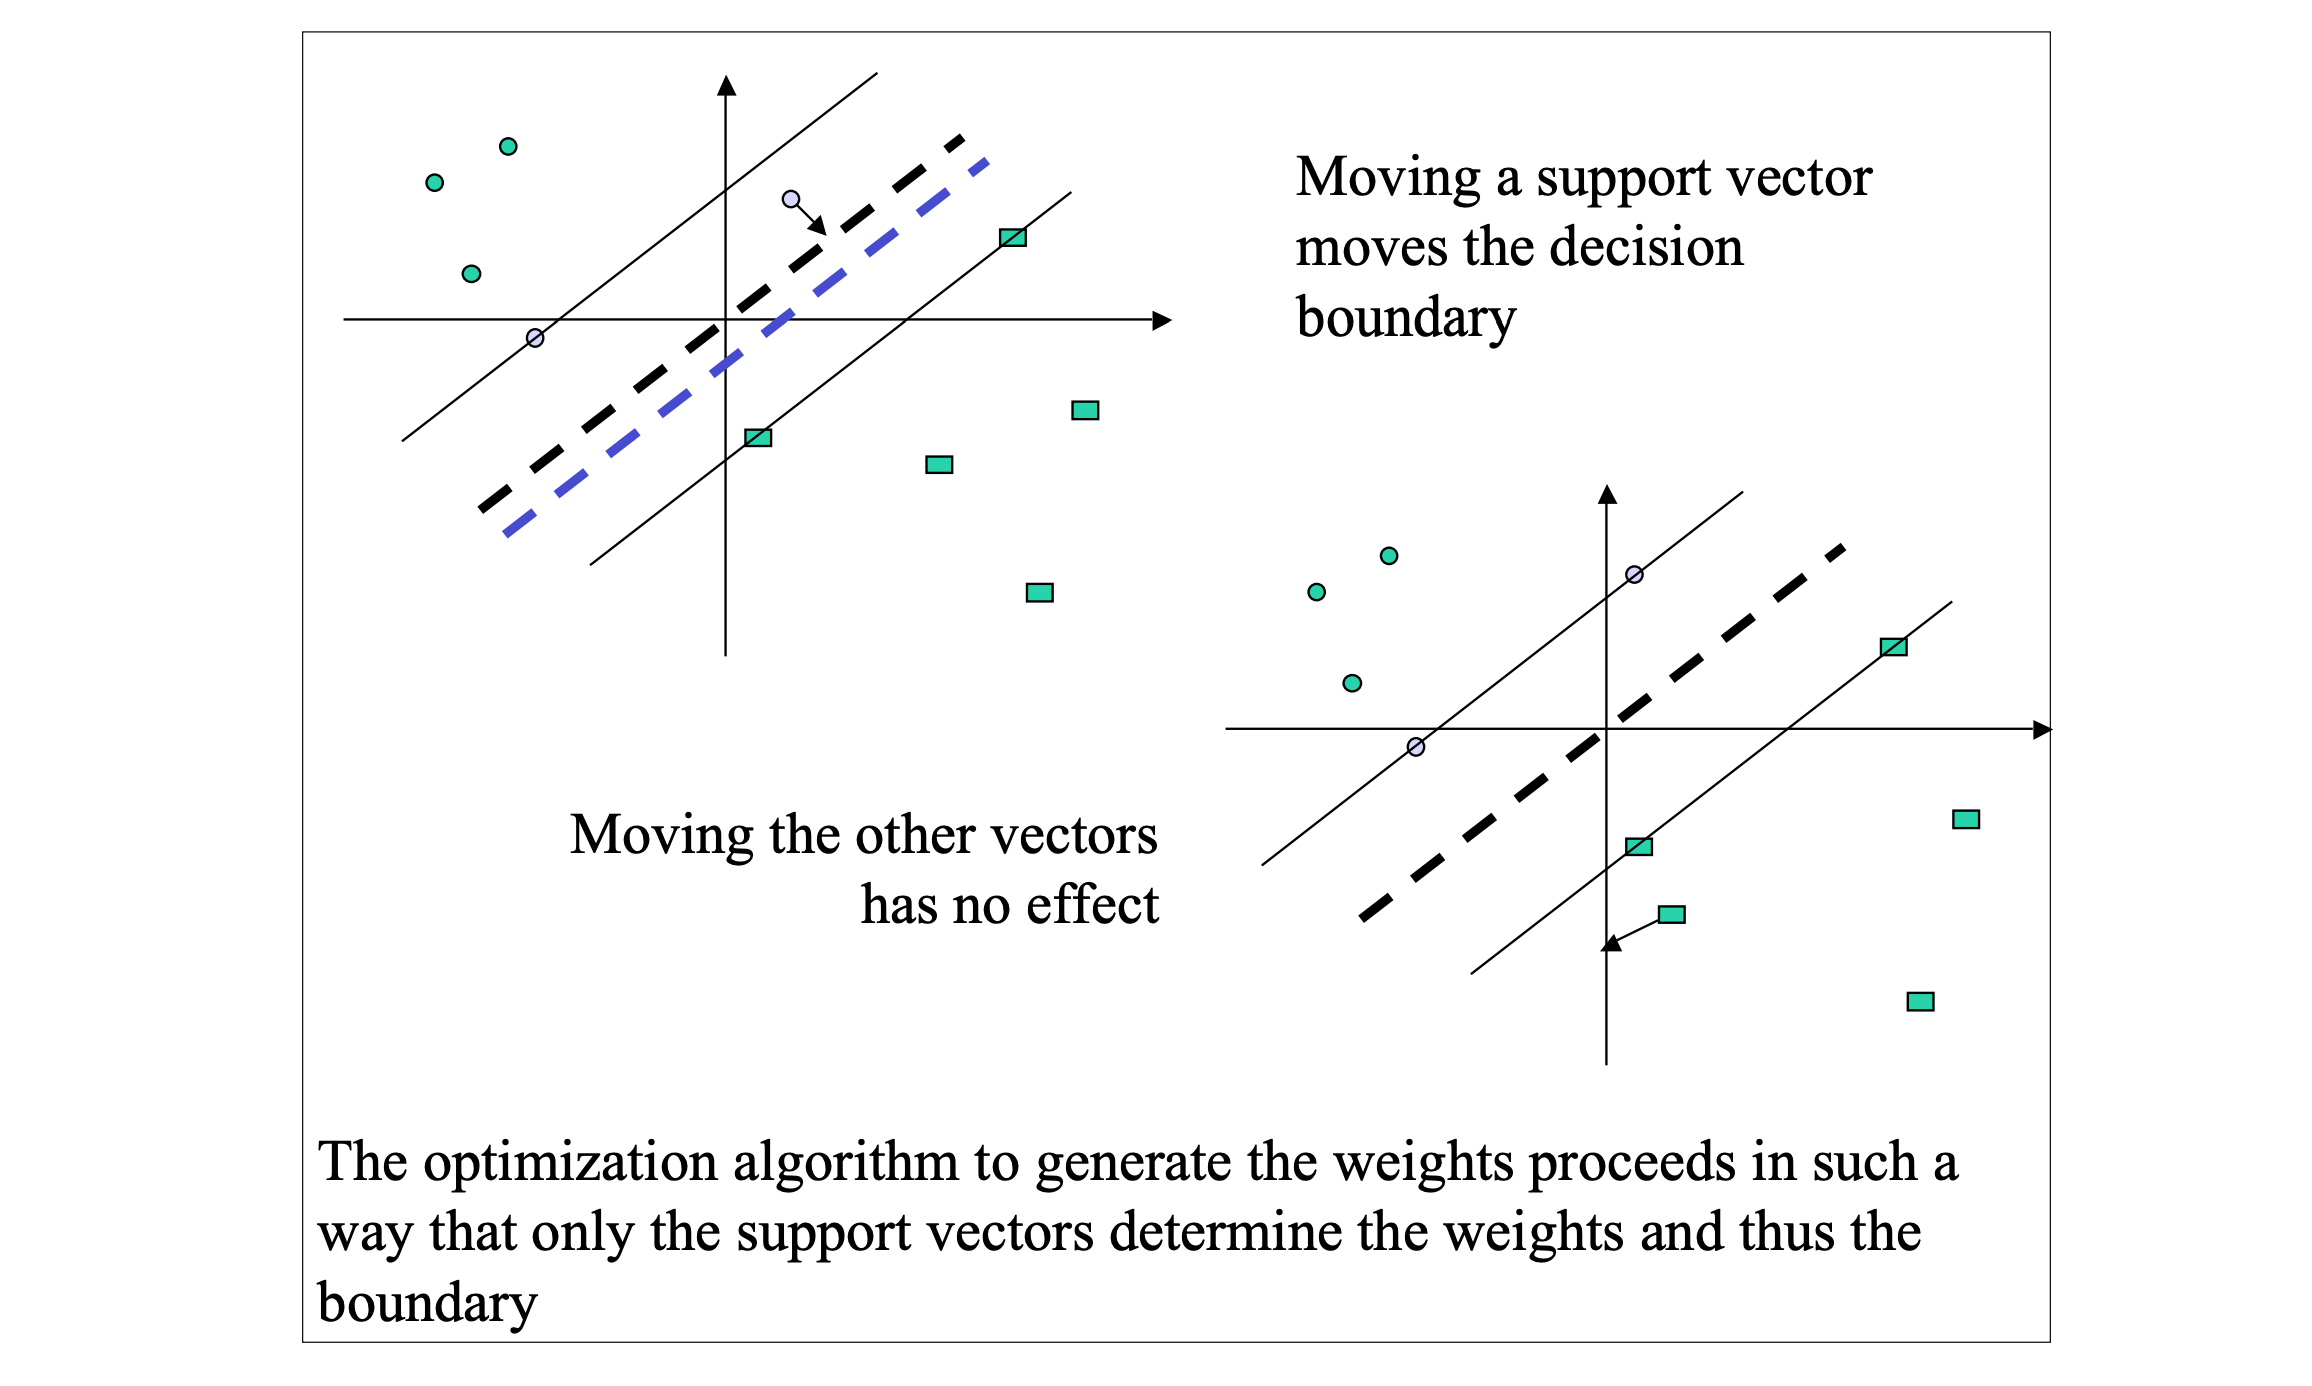 Moving a support vector
moves the decision
boundary
Moving the other vectors
has no effect
The optimization algorithm to generate the weights proceeds in such a
way that only the support vectors determine the weights and thus the
boundary